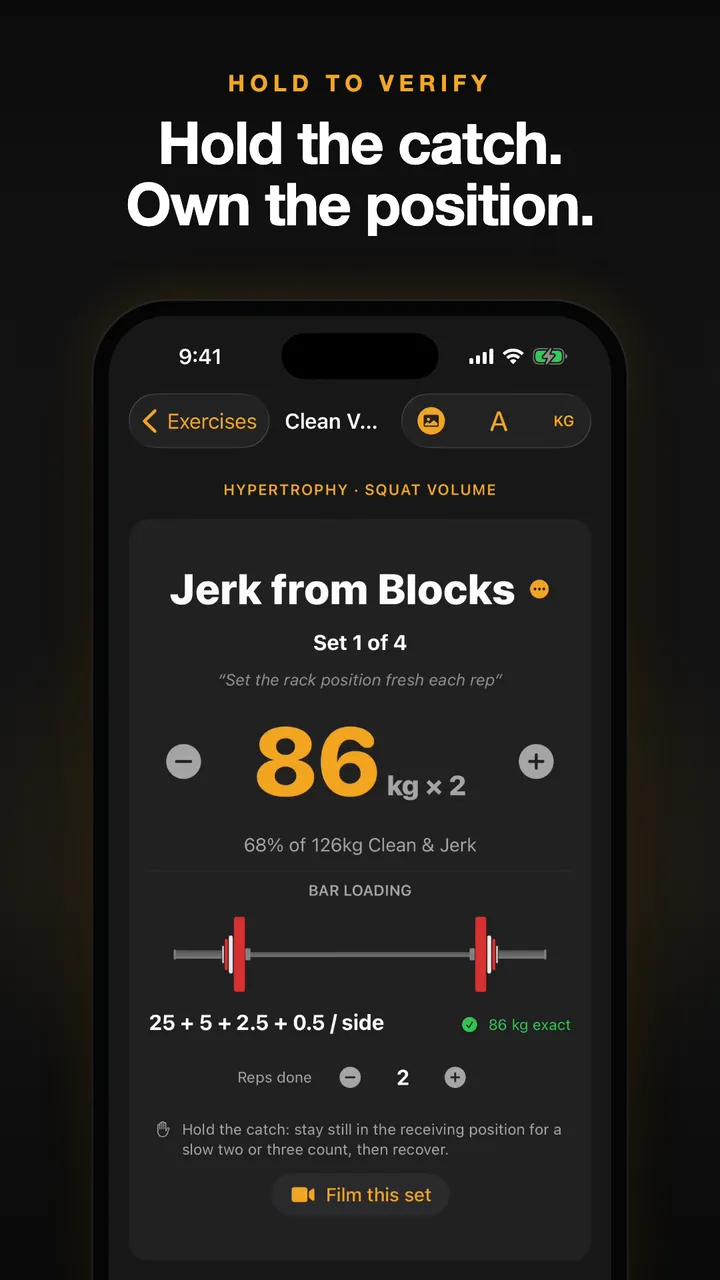 HOLD TO VERIFY
Hold the catch.
Own the position.
9:41
Exercises
Clean V...
A
KG
HYPERTROPHY · SQUAT VOLUME
Jerk from Blocks
Set 1 of 4
“Set the rack position fresh each rep”
86 kg × 2
68% of 126kg Clean & Jerk
BAR LOADING
25 + 5 + 2.5 + 0.5 / side
86 kg exact
Reps done
2
Hold the catch: stay still in the receiving position for a
slow two or three count, then recover.
Film this set